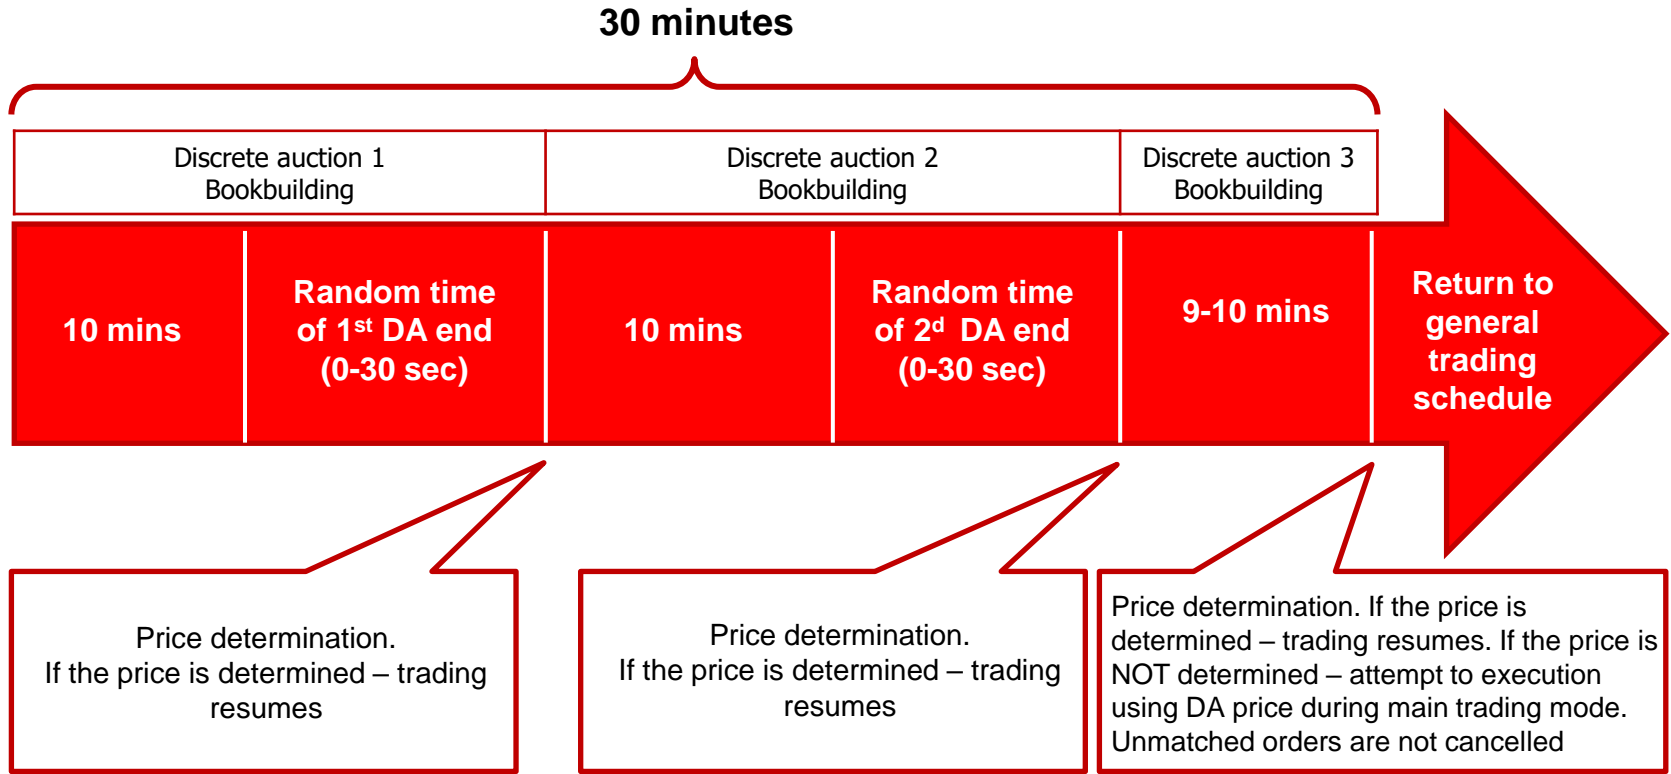 30 minutes
Discrete auction 1
Bookbuilding
Discrete auction 2
Bookbuilding
Discrete auction 3
Bookbuilding
10 mins
Random time
of 1st DA end
(0-30 sec)
10 mins
Random time
of 2d DA end
(0-30 sec)
9-10 mins
Return to
general
trading
schedule
Price determination.
If the price is determined – trading
resumes
Price determination.
If the price is determined – trading
resumes
Price determination. If the price is
determined – trading resumes. If the price is
NOT determined – attempt to execution
using DA price during main trading mode.
Unmatched orders are not cancelled